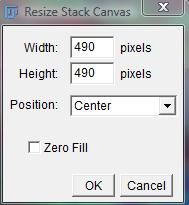 Resize Stack Canvas
Width: 490 pixels
Height: 490 pixels
Position: Center
Zero Fill
OK Cancel